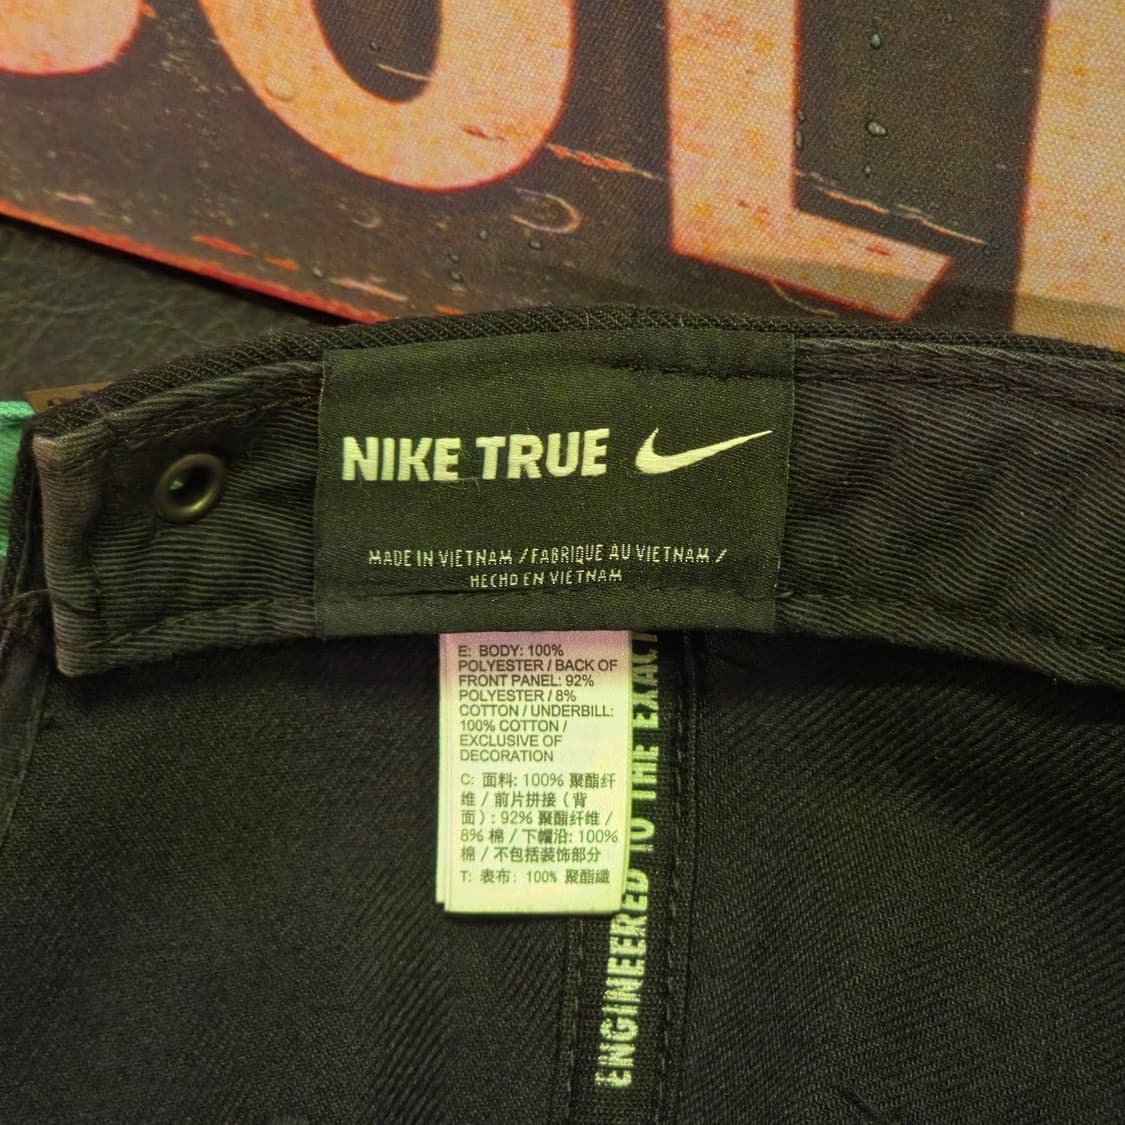 NIKE TRUE
MADE IN VIETNAM / FABRIQUE AU VIETNAM /
HECHO EN VIETNAM
E: BODY: 100%
POLYESTER / BACK OF
FRONT PANEL: 92%
POLYESTER / 8%
COTTON / UNDERBILL:
100% COTTON /
EXCLUSIVE OF
DECORATION
C: 面料: 100% 聚酯纤
维 / 前片拼接（背
面）: 92% 聚酯纤维 /
8% 棉 / 下帽沿: 100%
棉 / 不包括装饰部分
T: 表布: 100% 聚酯纖
ENGINEERED TO THE EXACT